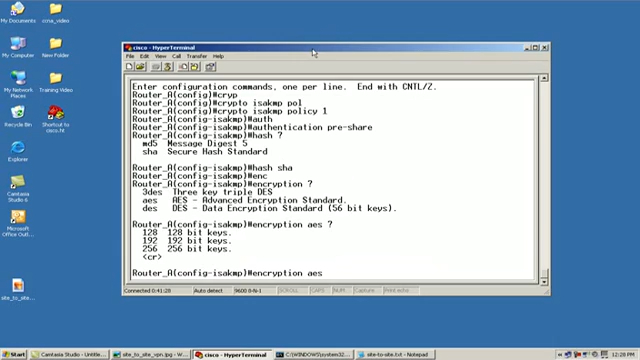 My Documents
ccna_video
My Computer
New Folder
My Network Places
Training Video
Recycle Bin
Shortcut to cisco.ht
Explorer
Camtasia Studio 6
Microsoft Office Outl...
site_to_site...
cisco - HyperTerminal
File Edit View Call Transfer Help
Enter configuration commands, one per line. End with CNTL/Z.
Router_A(config)#cryp
Router_A(config)#crypto isakmp pol
Router_A(config)#crypto isakmp policy 1
Router_A(config-isakmp)#auth
Router_A(config-isakmp)#authentication pre-share
Router_A(config-isakmp)#hash ?
md5 Message Digest 5
sha Secure Hash Standard
Router_A(config-isakmp)#hash sha
Router_A(config-isakmp)#enc
Router_A(config-isakmp)#encryption ?
3des Three key triple DES
aes AES - Advanced Encryption Standard.
des DES - Data Encryption Standard (56 bit keys).
Router_A(config-isakmp)#encryption aes ?
128 128 bit keys.
192 192 bit keys.
256 256 bit keys.
<cr>
Router_A(config-isakmp)#encryption aes
Connected 0:41:28 Auto detect 9600 8-N-1 SCROLL CAPS NUM Capture Print echo
Start Camtasia Studio - Untitle... site_to_site_vpn.jpg - W... cisco - HyperTerminal C:\WINDOWS\system32... site-to-site.txt - Notepad 12:28 PM